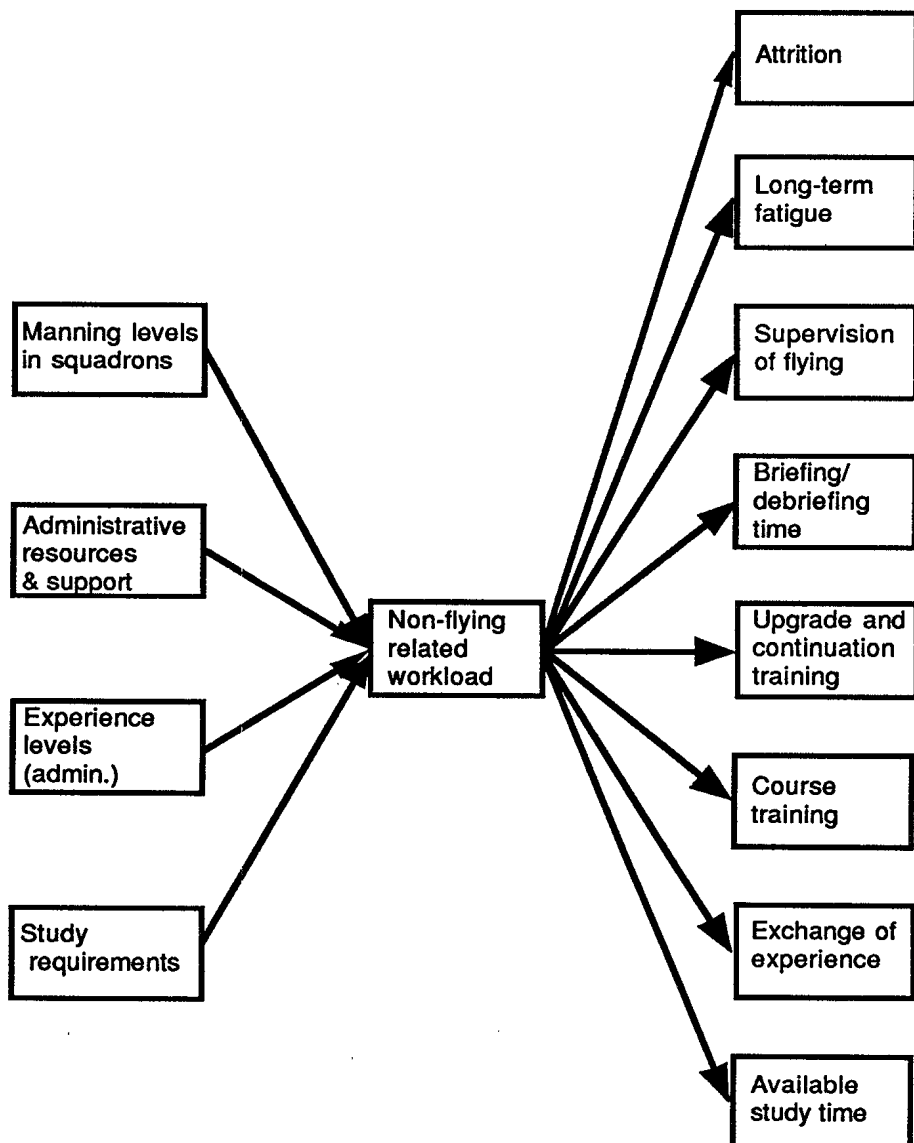 Attrition
Long-term
fatigue
Supervision
of flying
Briefing/
debriefing
time
Upgrade and
continuation
training
Course
training
Exchange of
experience
Available
study time
Manning levels
in squadrons
Administrative
resources
& support
Experience
levels
(admin.)
Study
requirements
Non-flying
related
workload